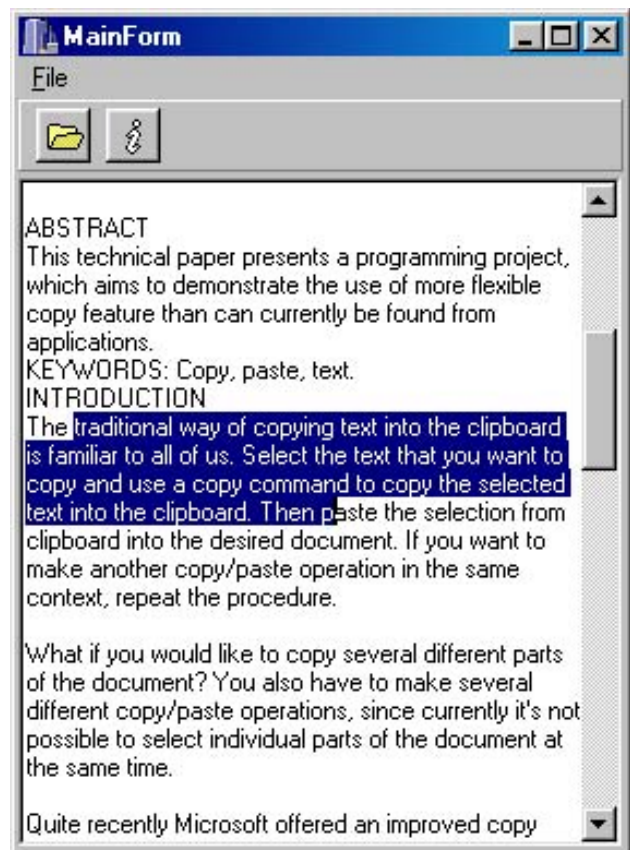 MainForm
File
ABSTRACT
This technical paper presents a programming project,
which aims to demonstrate the use of more flexible
copy feature than can currently be found from
applications.
KEYWORDS: Copy, paste, text.
INTRODUCTION
The traditional way of copying text into the clipboard
is familiar to all of us. Select the text that you want to
copy and use a copy command to copy the selected
text into the clipboard. Then paste the selection from
clipboard into the desired document. If you want to
make another copy/paste operation in the same
context, repeat the procedure.
What if you would like to copy several different parts
of the document? You also have to make several
different copy/paste operations, since currently it's not
possible to select individual parts of the document at
the same time.
Quite recently Microsoft offered an improved copy